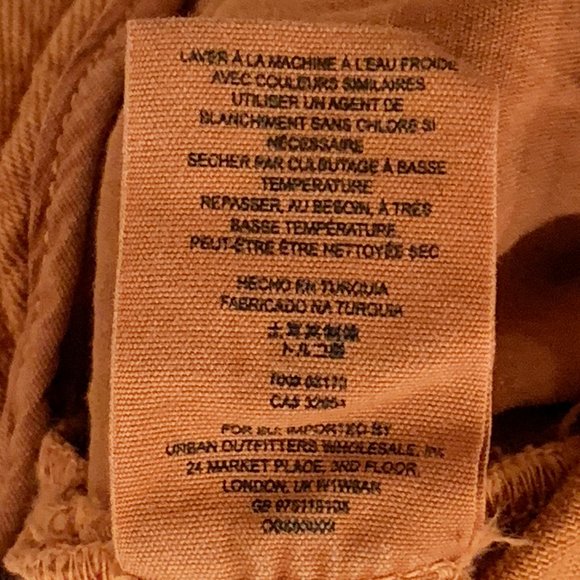 LAVER À LA MACHINE À L'EAU FROIDE
AVEC COULEURS SIMILAIRES
UTILISER UN AGENT DE
BLANCHIMENT SANS CHLORE SI
NÉCESSAIRE
SÉCHER PAR CULBUTAGE À BASSE
TEMPÉRATURE
REPASSER, AU BESOIN, À TRÈS
BASSE TEMPÉRATURE
PEUT-ÊTRE ÊTRE NETTOYÉE SEC
HECHO EN TURQUIA
FABRICADO NA TURQUIA
土耳其制造
トルコ製
FOR EU: IMPORTED BY
URBAN OUTFITTERS WHOLESALE, INC
24 MARKET PLACE, 3RD FLOOR,
LONDON, UK W1W8AN
GB